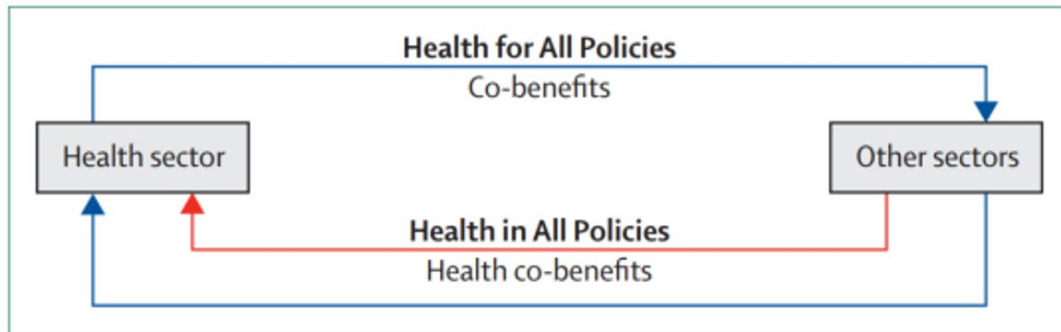 Health for All Policies
Co-benefits
Health sector
Other sectors
Health in All Policies
Health co-benefits